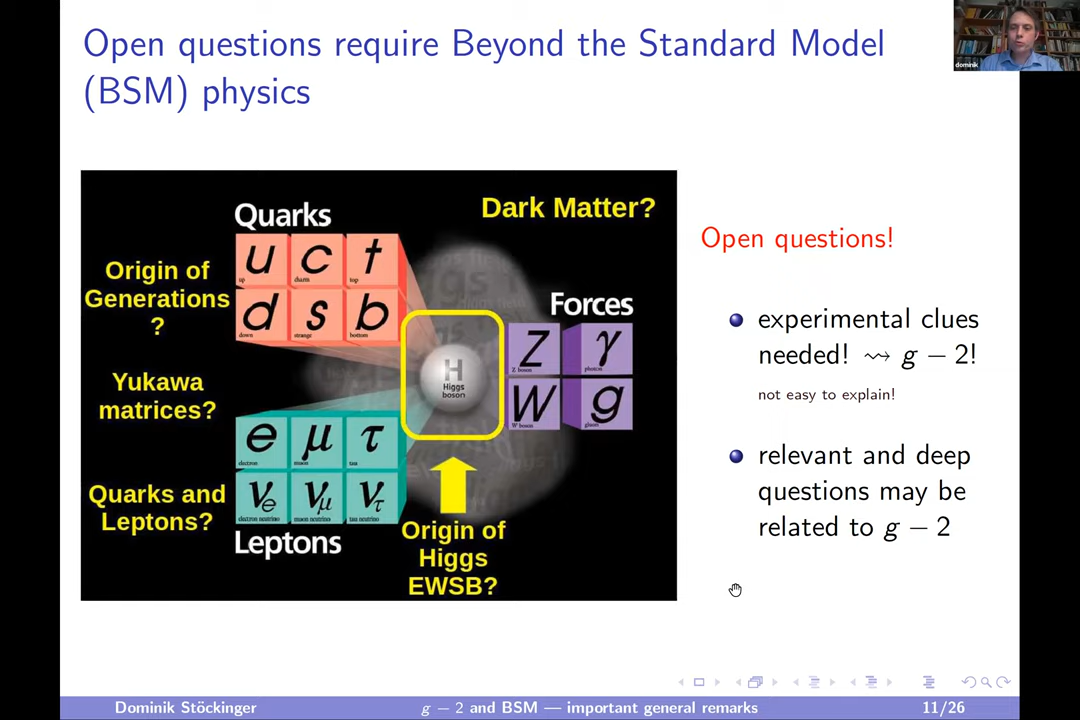 Open questions require Beyond the Standard Model
(BSM) physics
dominik
Quarks
u c t
up charm top
d s b
down strange bottom
Origin of
Generations
?
Yukawa
matrices?
Quarks and
Leptons?
e μ τ
electron muon tau
νe νμ ντ
electron neutrino muon neutrino tau neutrino
Leptons
Dark Matter?
H
Higgs
boson
Origin of
Higgs
EWSB?
Forces
Z γ
Z boson photon
W g
W boson gluon
Open questions!
experimental clues
needed! ⇝ g − 2!
not easy to explain!
relevant and deep
questions may be
related to g − 2
Dominik Stöckinger g − 2 and BSM — important general remarks 11/26